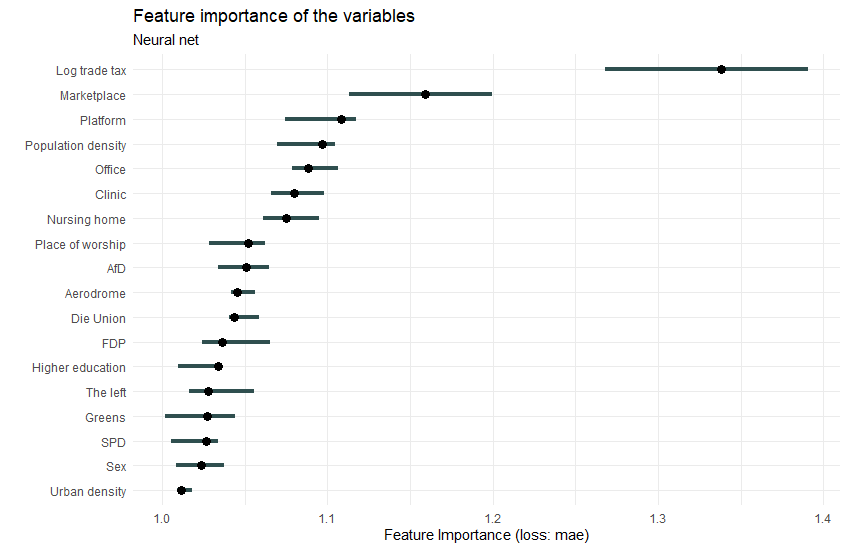 Feature importance of the variables
Neural net
Log trade tax
Marketplace
Platform
Population density
Office
Clinic
Nursing home
Place of worship
AfD
Aerodrome
Die Union
FDP
Higher education
The left
Greens
SPD
Sex
Urban density
1.0 1.1 1.2 1.3 1.4
Feature Importance (loss: mae)